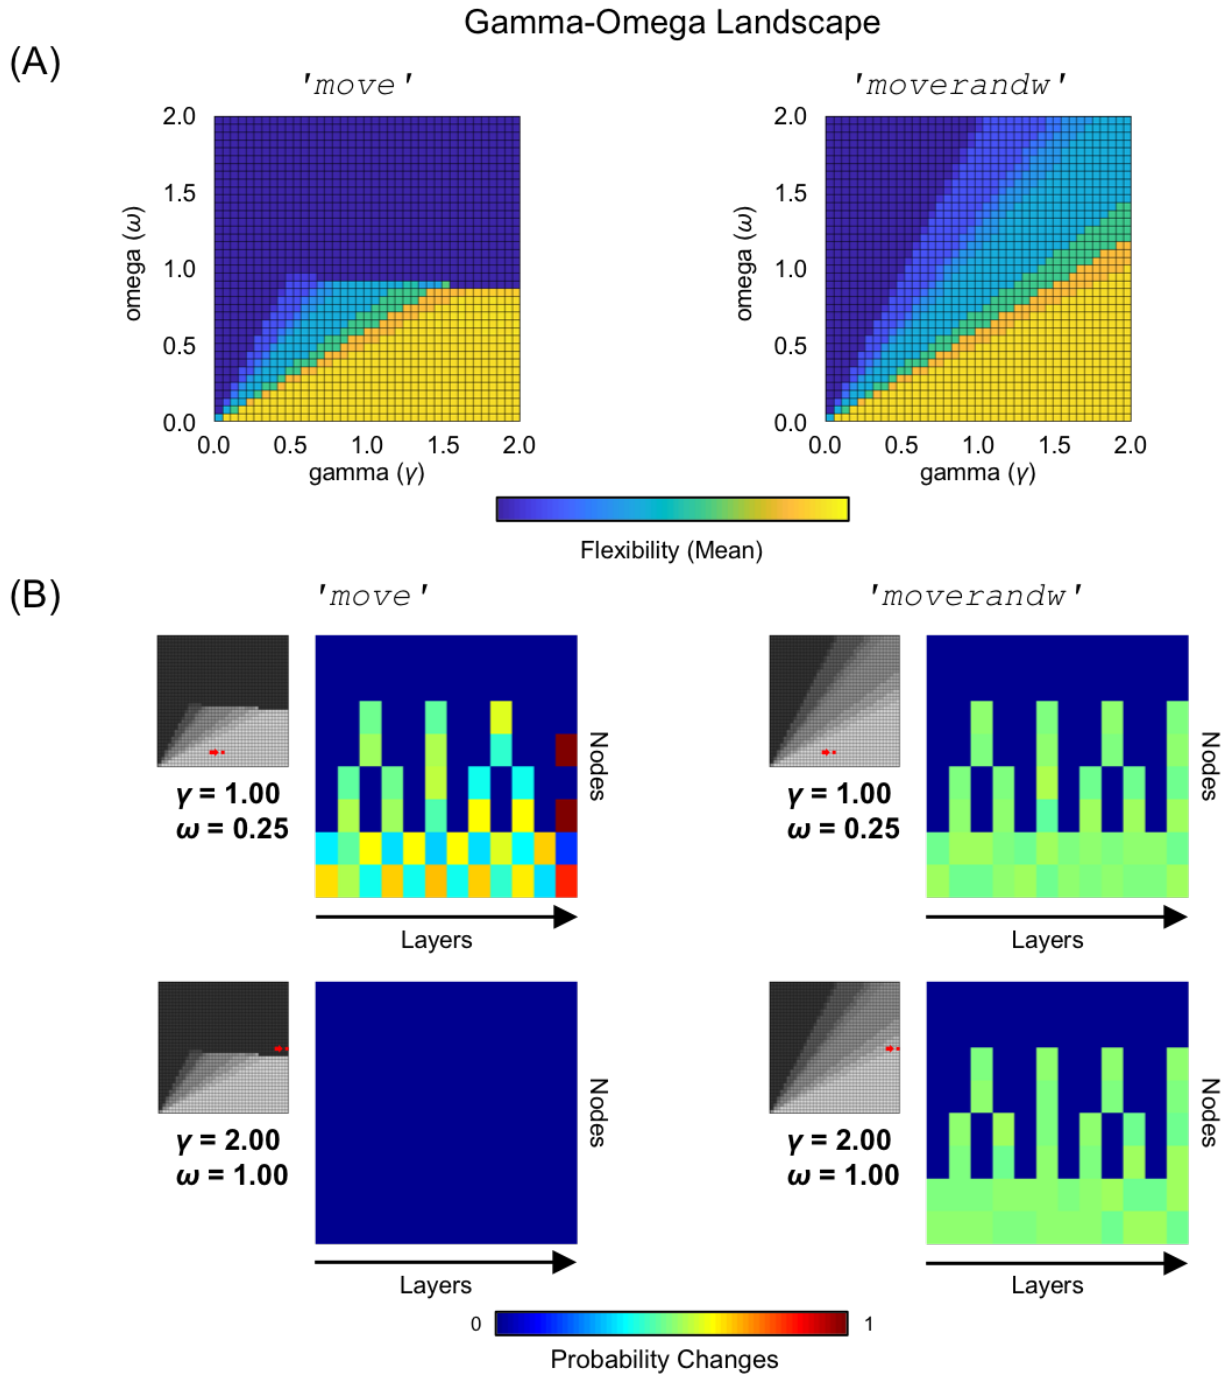 Gamma-Omega Landscape
(A)
'move'
'moverandw'
2.0
1.5
1.0
0.5
0.0
omega (ω)
0.0 0.5 1.0 1.5 2.0
gamma (γ)
2.0
1.5
1.0
0.5
0.0
omega (ω)
0.0 0.5 1.0 1.5 2.0
gamma (γ)
Flexibility (Mean)
(B)
'move'
'moverandw'
γ = 1.00
ω = 0.25
Nodes
Layers
γ = 1.00
ω = 0.25
Nodes
Layers
γ = 2.00
ω = 1.00
Nodes
Layers
γ = 2.00
ω = 1.00
Nodes
Layers
0 1
Probability Changes